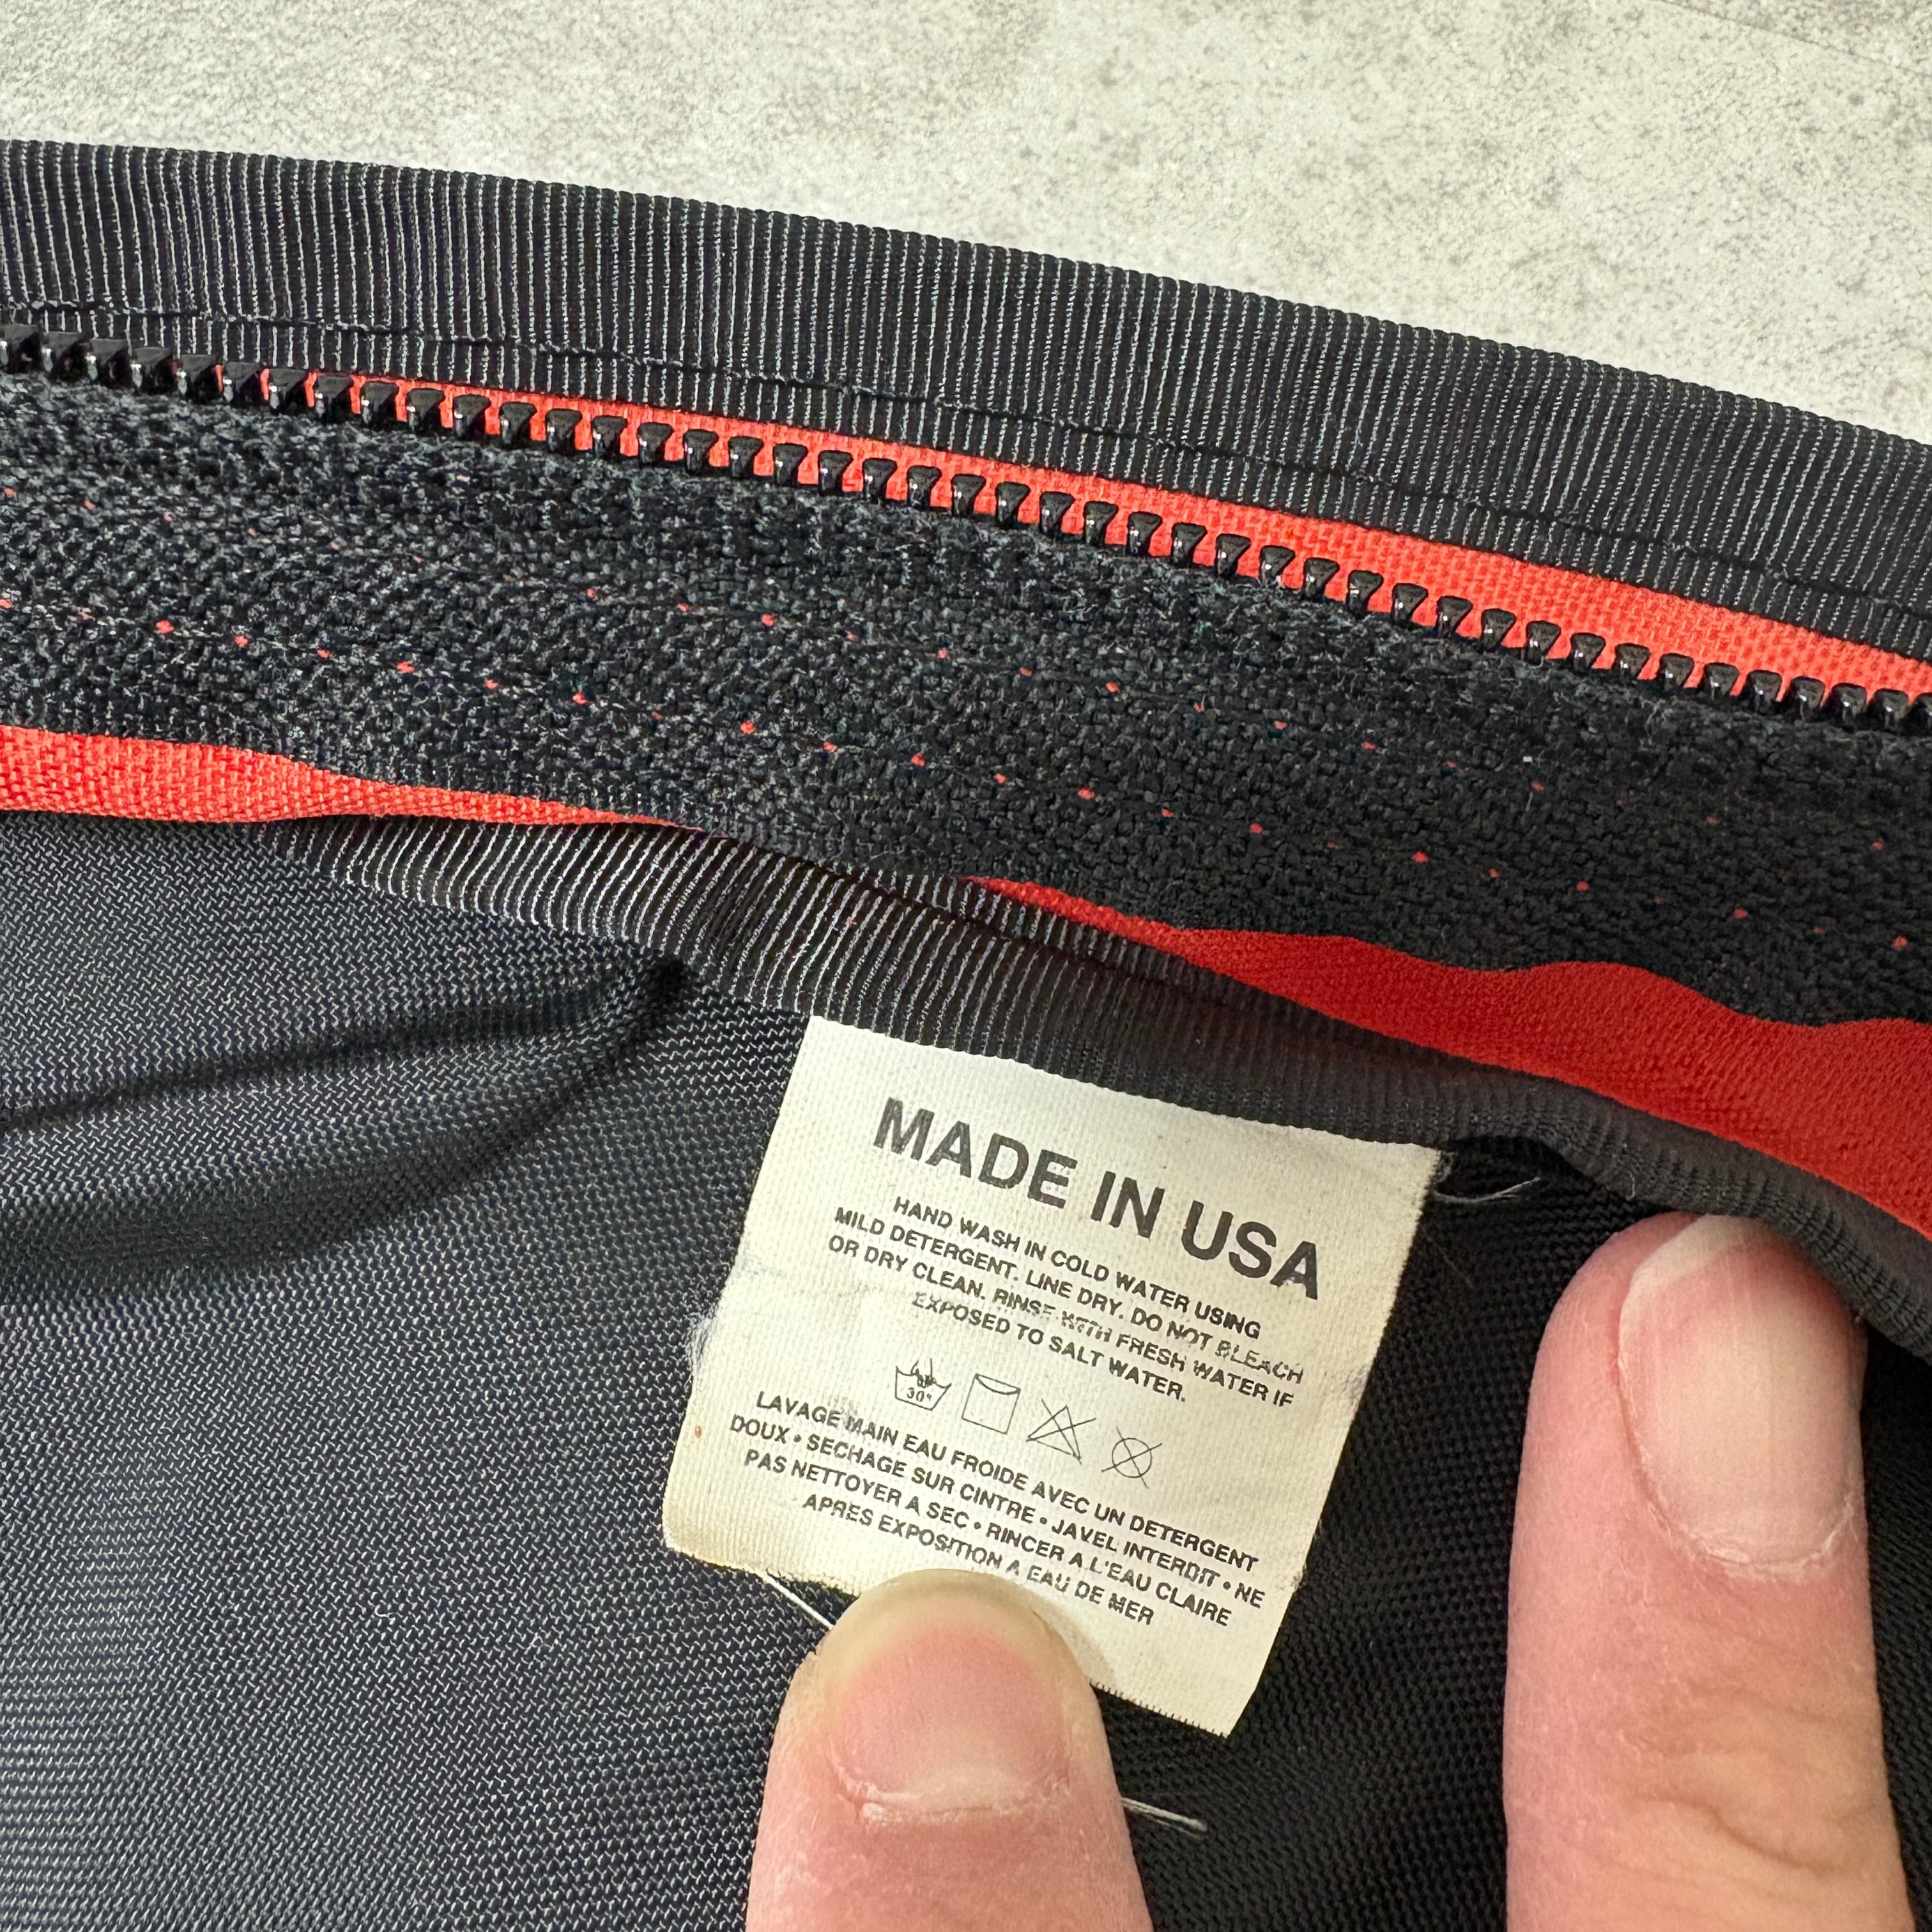 MADE IN USA
HAND WASH IN COLD WATER USING
MILD DETERGENT. LINE DRY. DO NOT BLEACH
OR DRY CLEAN. RINSE WITH FRESH WATER IF
EXPOSED TO SALT WATER.
30°
LAVAGE MAIN EAU FROIDE AVEC UN DETERGENT
DOUX • SECHAGE SUR CINTRE • JAVEL INTERDIT • NE
PAS NETTOYER A SEC • RINCER A L'EAU CLAIRE
APRES EXPOSITION A EAU DE MER